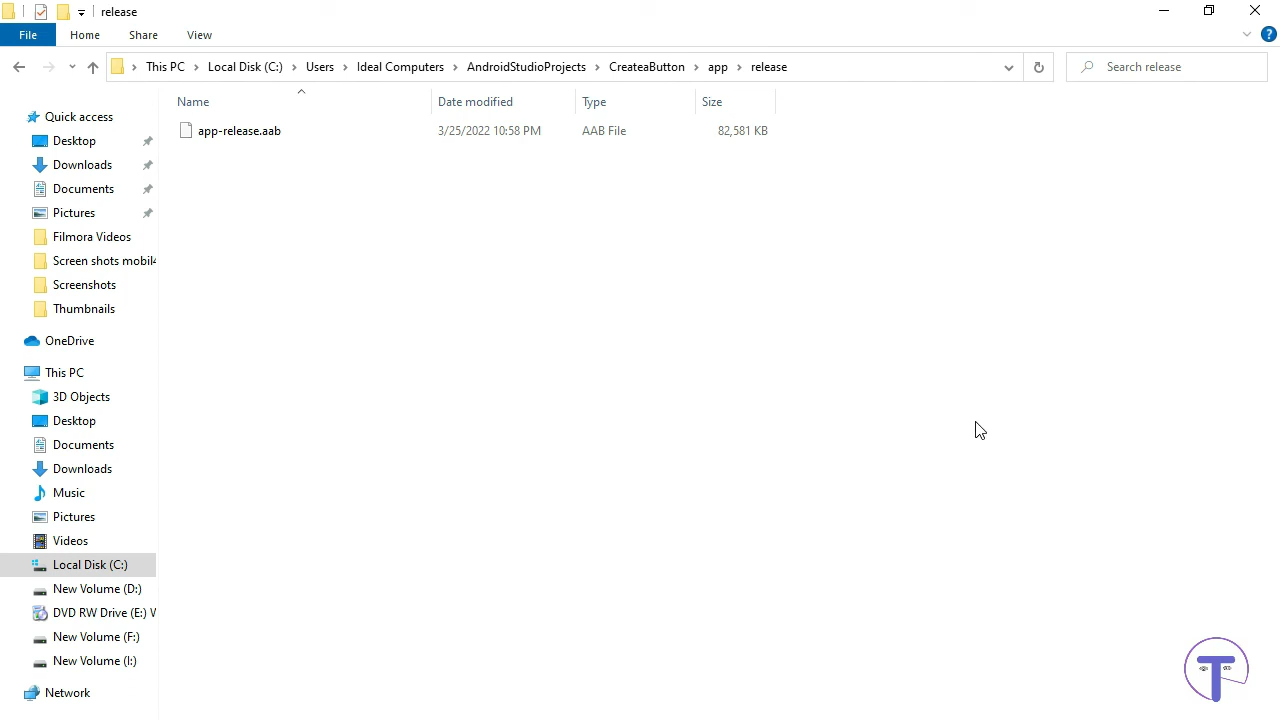 release
File Home Share View
This PC Local Disk (C:) Users Ideal Computers AndroidStudioProjects CreateaButton app release
Search release
Name Date modified Type Size
app-release.aab 3/25/2022 10:58 PM AAB File 82,581 KB
Quick access
Desktop
Downloads
Documents
Pictures
Filmora Videos
Screen shots mobil
Screenshots
Thumbnails
OneDrive
This PC
3D Objects
Desktop
Documents
Downloads
Music
Pictures
Videos
Local Disk (C:)
New Volume (D:)
DVD RW Drive (E:)
New Volume (F:)
New Volume (I:)
Network
T